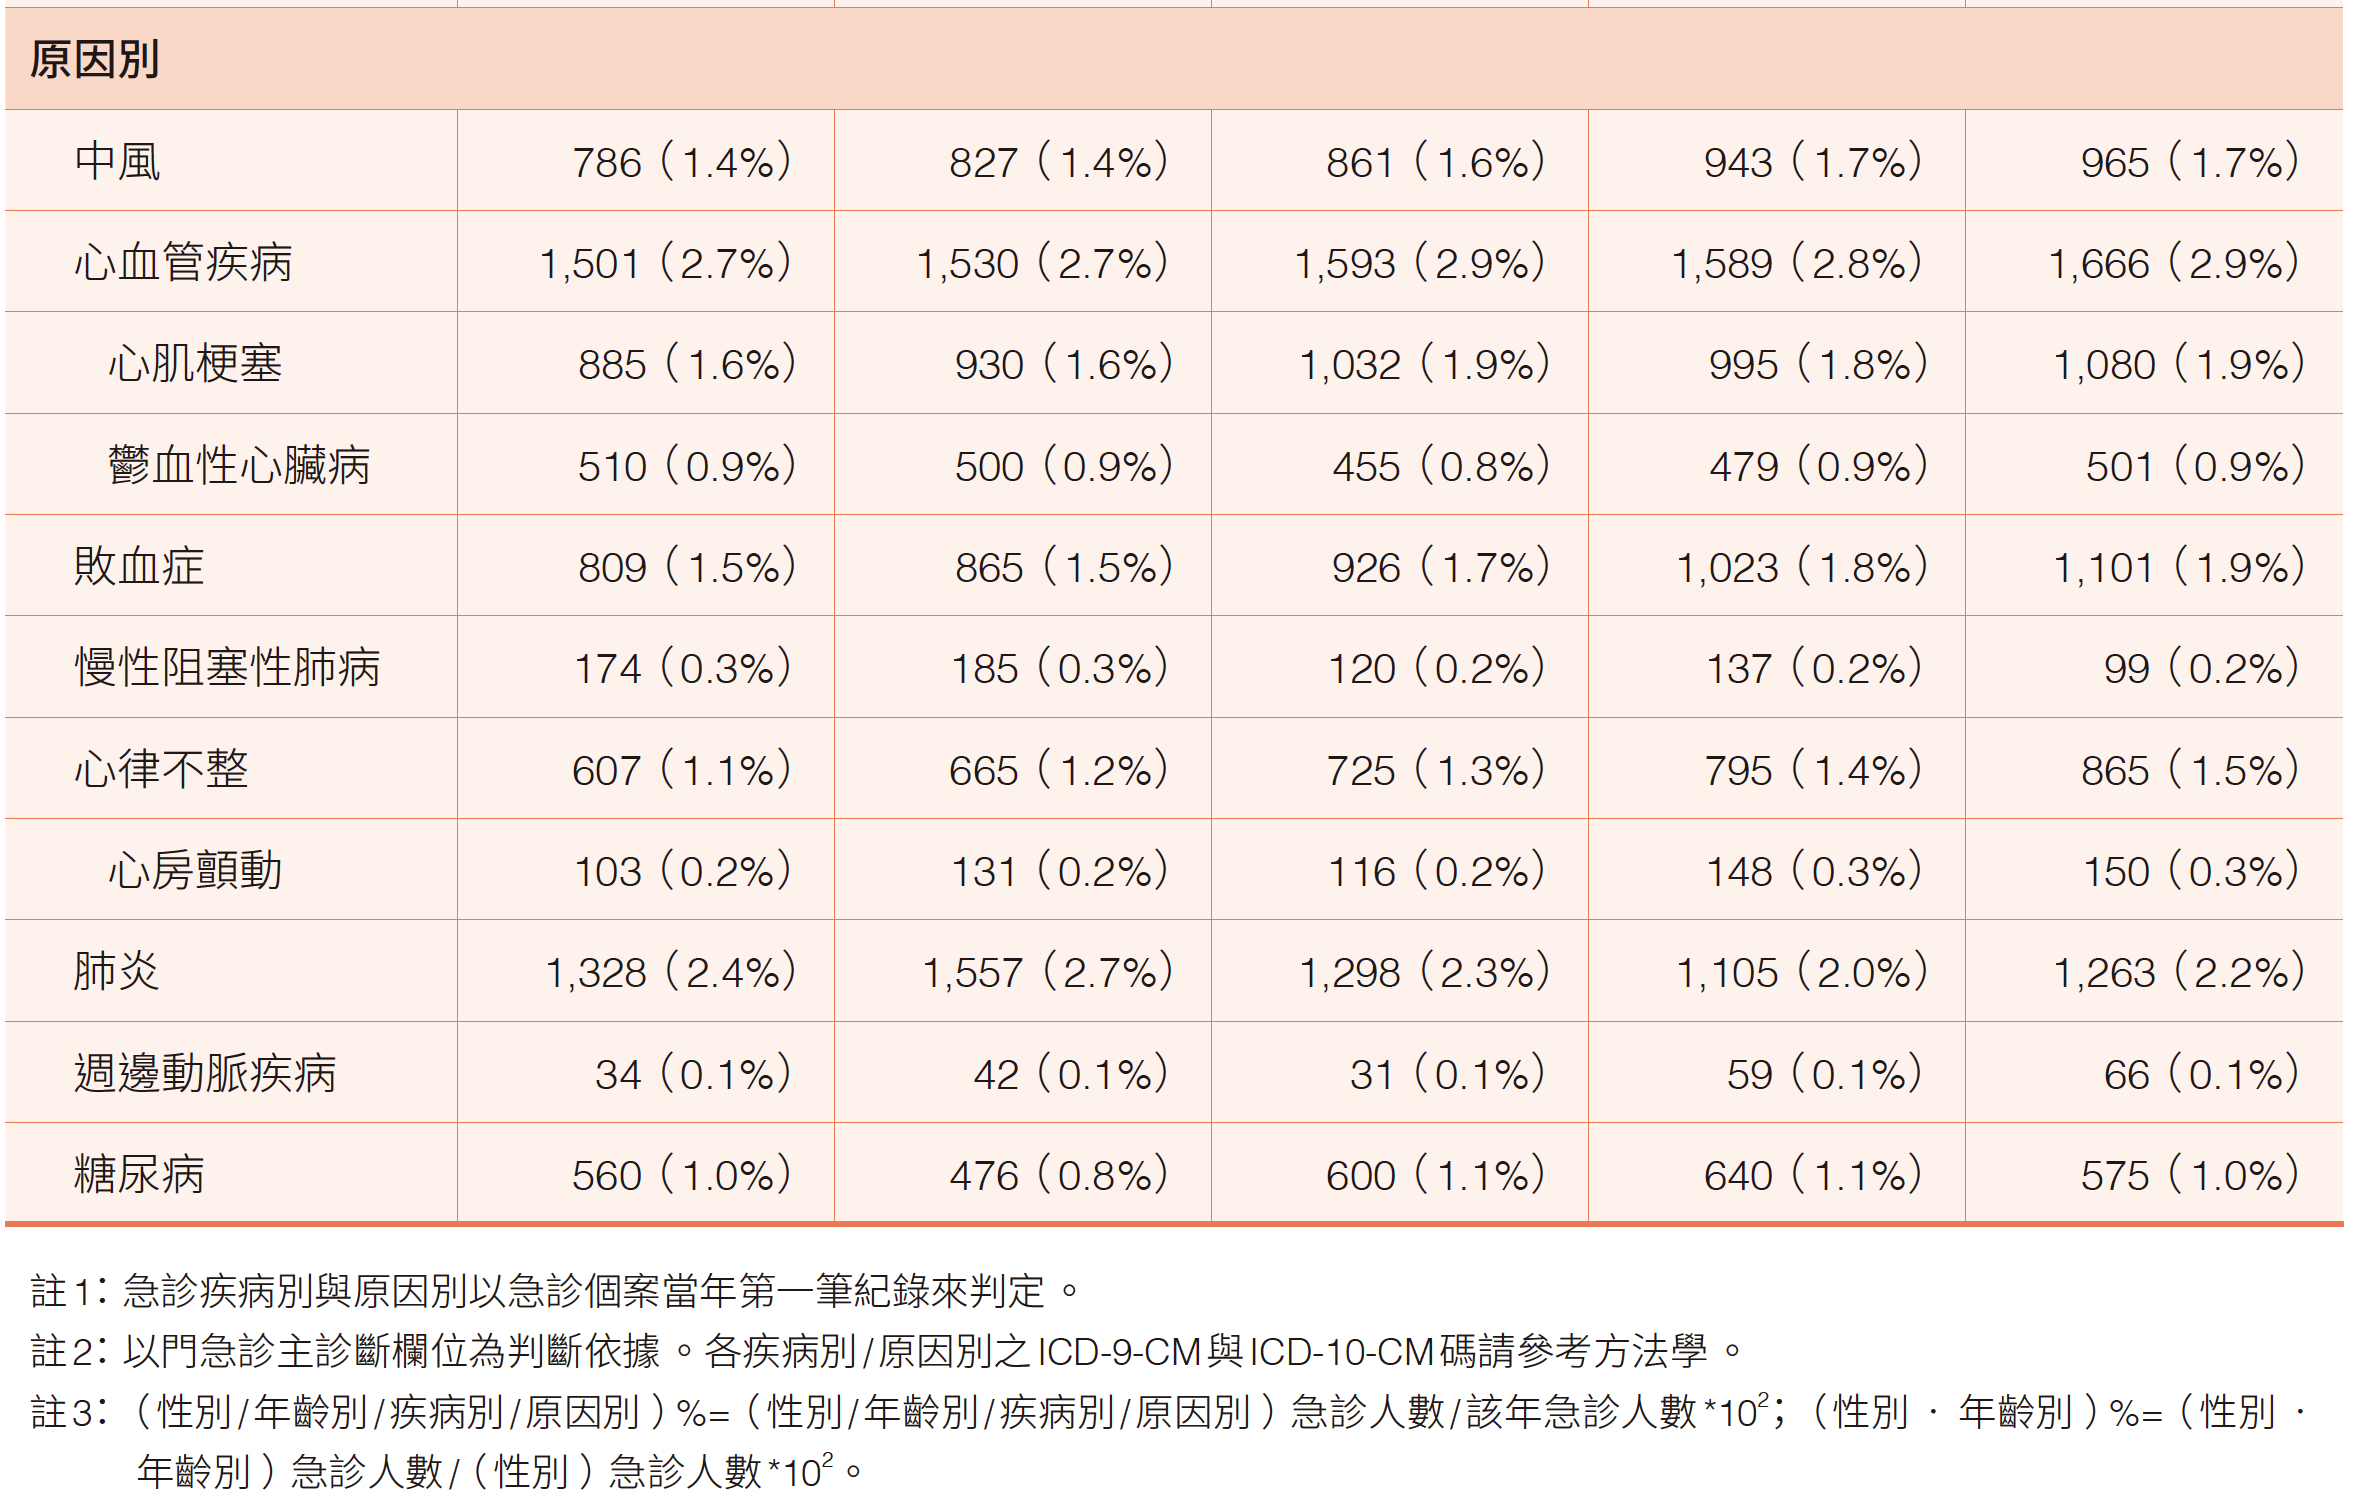 原因別
中風 786（1.4%） 827（1.4%） 861（1.6%） 943（1.7%） 965（1.7%）
心血管疾病 1,501（2.7%） 1,530（2.7%） 1,593（2.9%） 1,589（2.8%） 1,666（2.9%）
心肌梗塞 885（1.6%） 930（1.6%） 1,032（1.9%） 995（1.8%） 1,080（1.9%）
鬱血性心臟病 510（0.9%） 500（0.9%） 455（0.8%） 479（0.9%） 501（0.9%）
敗血症 809（1.5%） 865（1.5%） 926（1.7%） 1,023（1.8%） 1,101（1.9%）
慢性阻塞性肺病 174（0.3%） 185（0.3%） 120（0.2%） 137（0.2%） 99（0.2%）
心律不整 607（1.1%） 665（1.2%） 725（1.3%） 795（1.4%） 865（1.5%）
心房顫動 103（0.2%） 131（0.2%） 116（0.2%） 148（0.3%） 150（0.3%）
肺炎 1,328（2.4%） 1,557（2.7%） 1,298（2.3%） 1,105（2.0%） 1,263（2.2%）
週邊動脈疾病 34（0.1%） 42（0.1%） 31（0.1%） 59（0.1%） 66（0.1%）
糖尿病 560（1.0%） 476（0.8%） 600（1.1%） 640（1.1%） 575（1.0%）
註1：急診疾病別與原因別以急診個案當年第一筆紀錄來判定。
註2：以門急診主診斷欄位為判斷依據。各疾病別/原因別之ICD-9-CM與ICD-10-CM碼請參考方法學。
註3：（性別/年齡別/疾病別/原因別）%=（性別/年齡別/疾病別/原因別）急診人數/該年急診人數*10²；（性別．年齡別）%=（性別．
年齡別）急診人數/（性別）急診人數*10²。